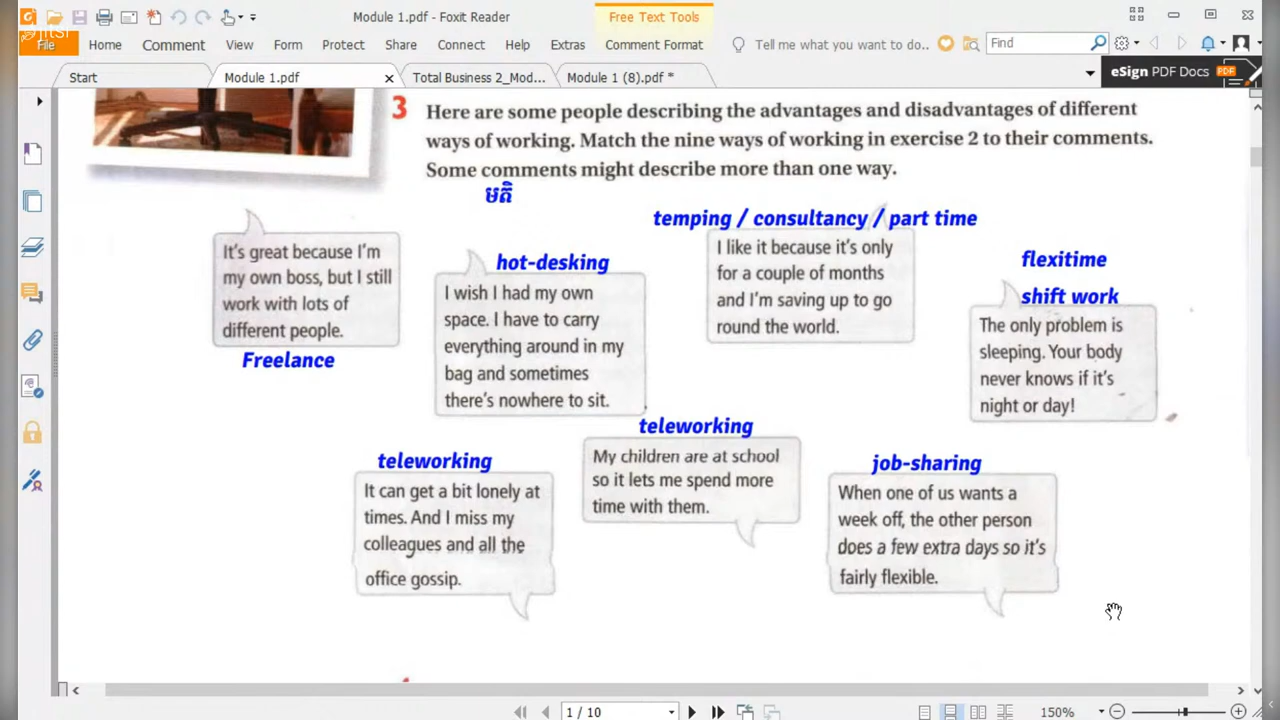 Module 1.pdf - Foxit Reader
Free Text Tools
Jitsi
File
Home
Comment
View
Form
Protect
Share
Connect
Help
Extras
Comment Format
Tell me what you want to do..
Find
Start
Module 1.pdf
Total Business 2_Mod...
Module 1 (8).pdf *
eSign PDF Docs
PDF
3 Here are some people describing the advantages and disadvantages of different
ways of working. Match the nine ways of working in exercise 2 to their comments.
Some comments might describe more than one way.
មតិ
It's great because I'm
my own boss, but I still
work with lots of
different people.
Freelance
hot-desking
I wish I had my own
space. I have to carry
everything around in my
bag and sometimes
there's nowhere to sit.
temping / consultancy / part time
I like it because it's only
for a couple of months
and I'm saving up to go
round the world.
flexitime
shift work
The only problem is
sleeping. Your body
never knows if it's
night or day!
teleworking
It can get a bit lonely at
times. And I miss my
colleagues and all the
office gossip.
teleworking
My children are at school
so it lets me spend more
time with them.
job-sharing
When one of us wants a
week off, the other person
does a few extra days so it's
fairly flexible.
1 / 10
150%